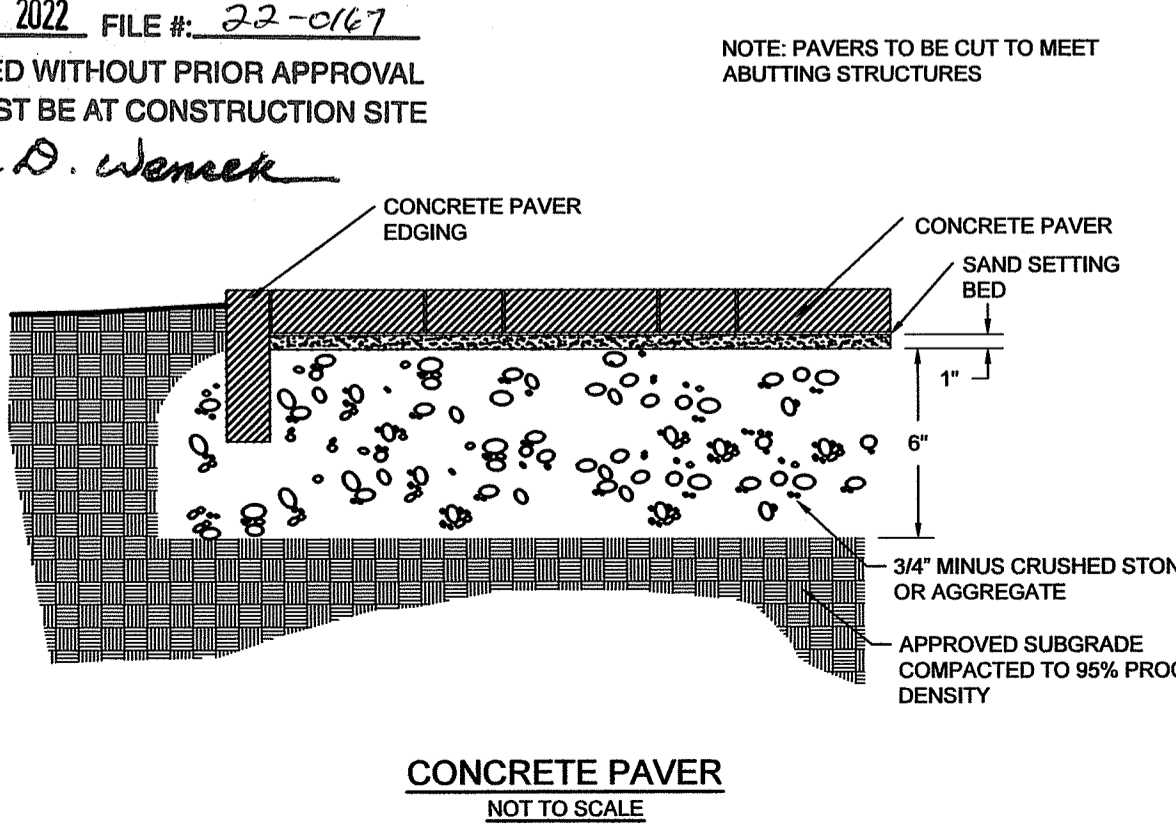 2022 FILE #: 22-0167
ED WITHOUT PRIOR APPROVAL
ST BE AT CONSTRUCTION SITE
D. Wencek
NOTE: PAVERS TO BE CUT TO MEET
ABUTTING STRUCTURES
CONCRETE PAVER
EDGING
CONCRETE PAVER
SAND SETTING
BED
1"
6"
3/4" MINUS CRUSHED STON
OR AGGREGATE
APPROVED SUBGRADE
COMPACTED TO 95% PROC
DENSITY
CONCRETE PAVER
NOT TO SCALE